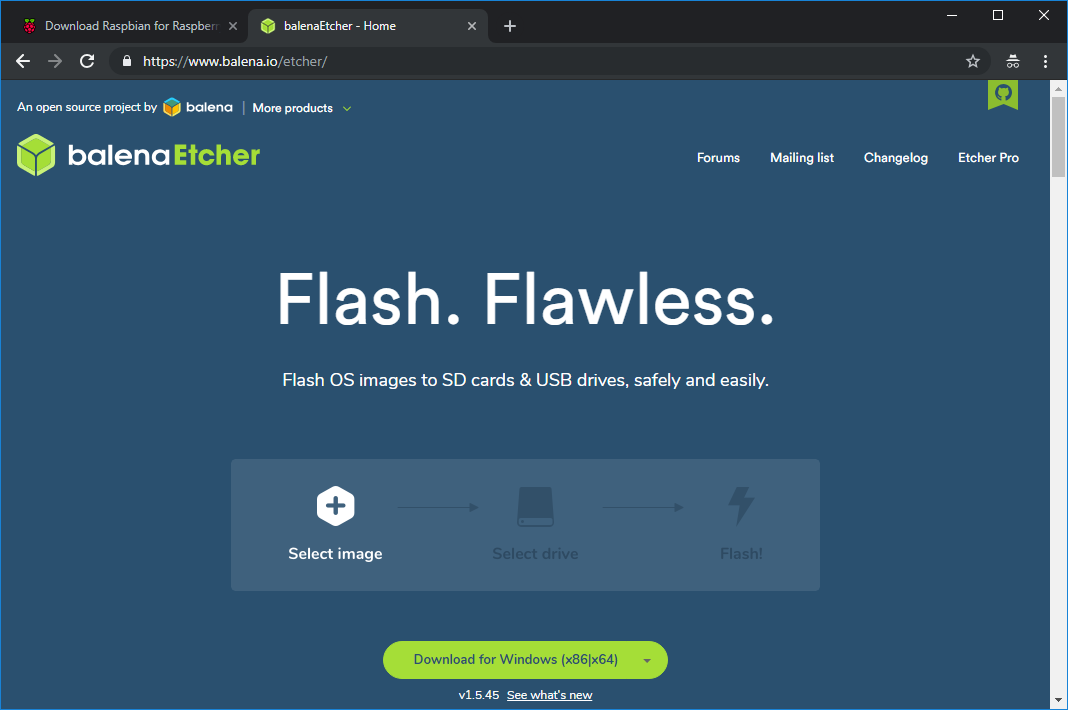 Download Raspbian for Raspberr
balenaEtcher - Home
https://www.balena.io/etcher/
An open source project by balena | More products
balenaEtcher
Forums Mailing list Changelog Etcher Pro
Flash. Flawless.
Flash OS images to SD cards & USB drives, safely and easily.
Select image Select drive Flash!
Download for Windows (x86|x64)
v1.5.45 See what's new